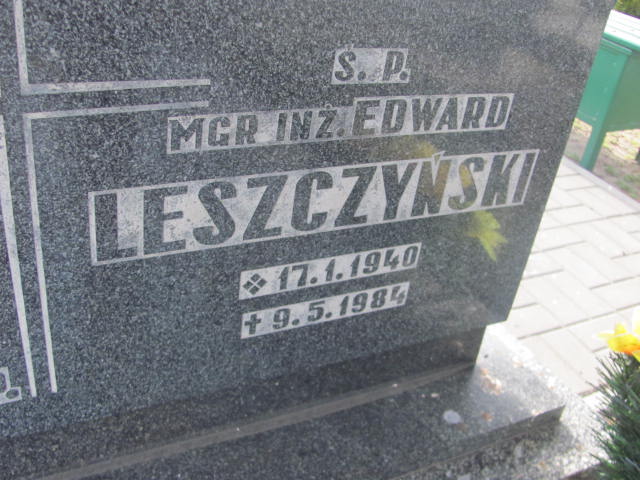 S. P.
MGR INŻ. EDWARD
LESZCZYŃSKI
❖ 17.1.1940
✝ 9.5.1984